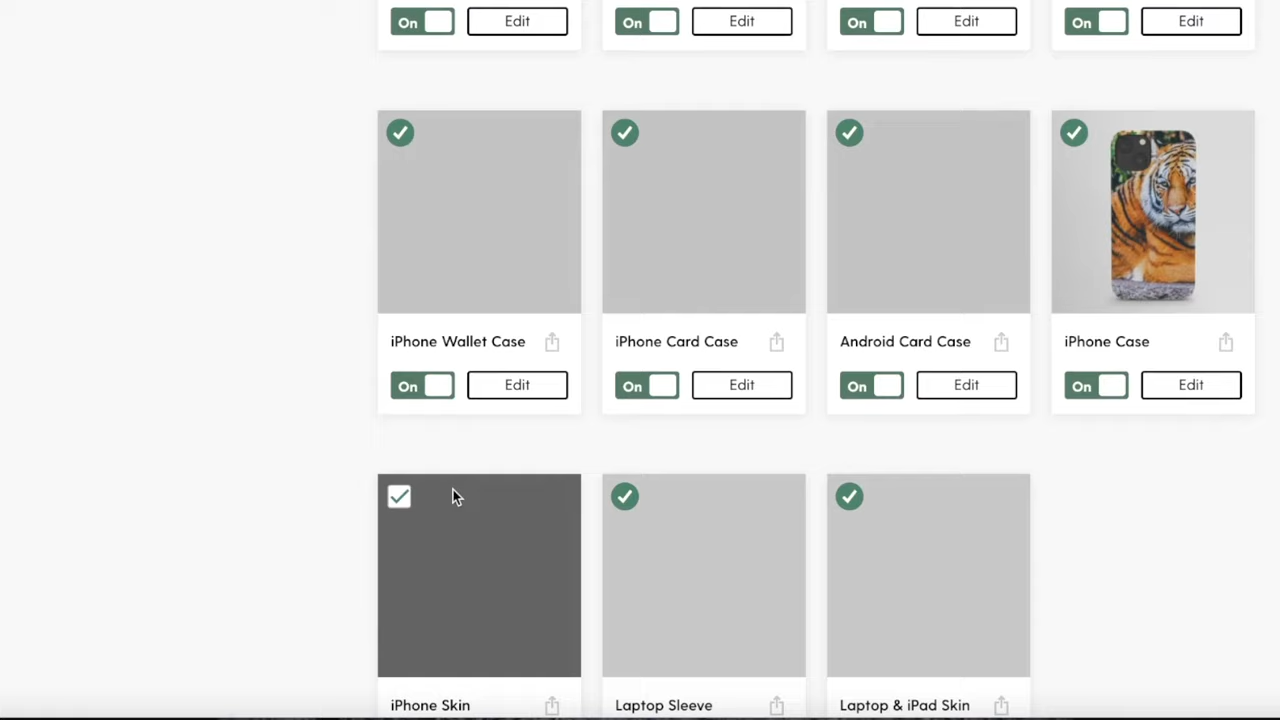 On Edit On Edit On Edit On Edit
iPhone Wallet Case iPhone Card Case Android Card Case iPhone Case
On Edit On Edit On Edit On Edit
iPhone Skin Laptop Sleeve Laptop & iPad Skin